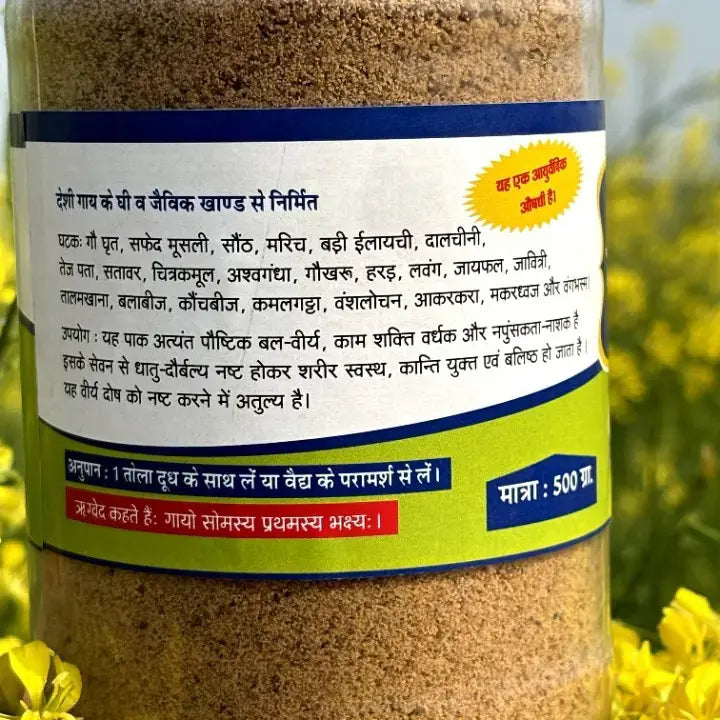 यह एक आयुर्वेदिक
औषधी है।
देशी गाय के घी व जैविक खाण्ड से निर्मित
घटकः गौ घृत, सफेद मूसली, सौंठ, मरिच, बड़ी ईलायची, दालचीनी,
तेज पता, सतावर, चित्रकमूल, अश्वगंधा, गौखरू, हरड़, लवंग, जायफल, जावित्री,
तालमखाना, बलाबीज, कौंचबीज, कमलगट्टा, वंशलोचन, आकरकरा, मकरध्वज और वंगभस्म।
उपयोग : यह पाक अत्यंत पौष्टिक बल-वीर्य, काम शक्ति वर्धक और नपुंसकता-नाशक है
इसके सेवन से धातु-दौर्बल्य नष्ट होकर शरीर स्वस्थ, कान्ति युक्त एवं बलिष्ठ हो जाता है।
यह वीर्य दोष को नष्ट करने में अतुल्य है।
अनुपान : 1 तोला दूध के साथ लें या वैद्य के परामर्श से लें।
ऋग्वेद कहते हैंः गायो सोमस्य प्रथमस्य भक्ष्यः।
मात्रा : 500 ग्रा.